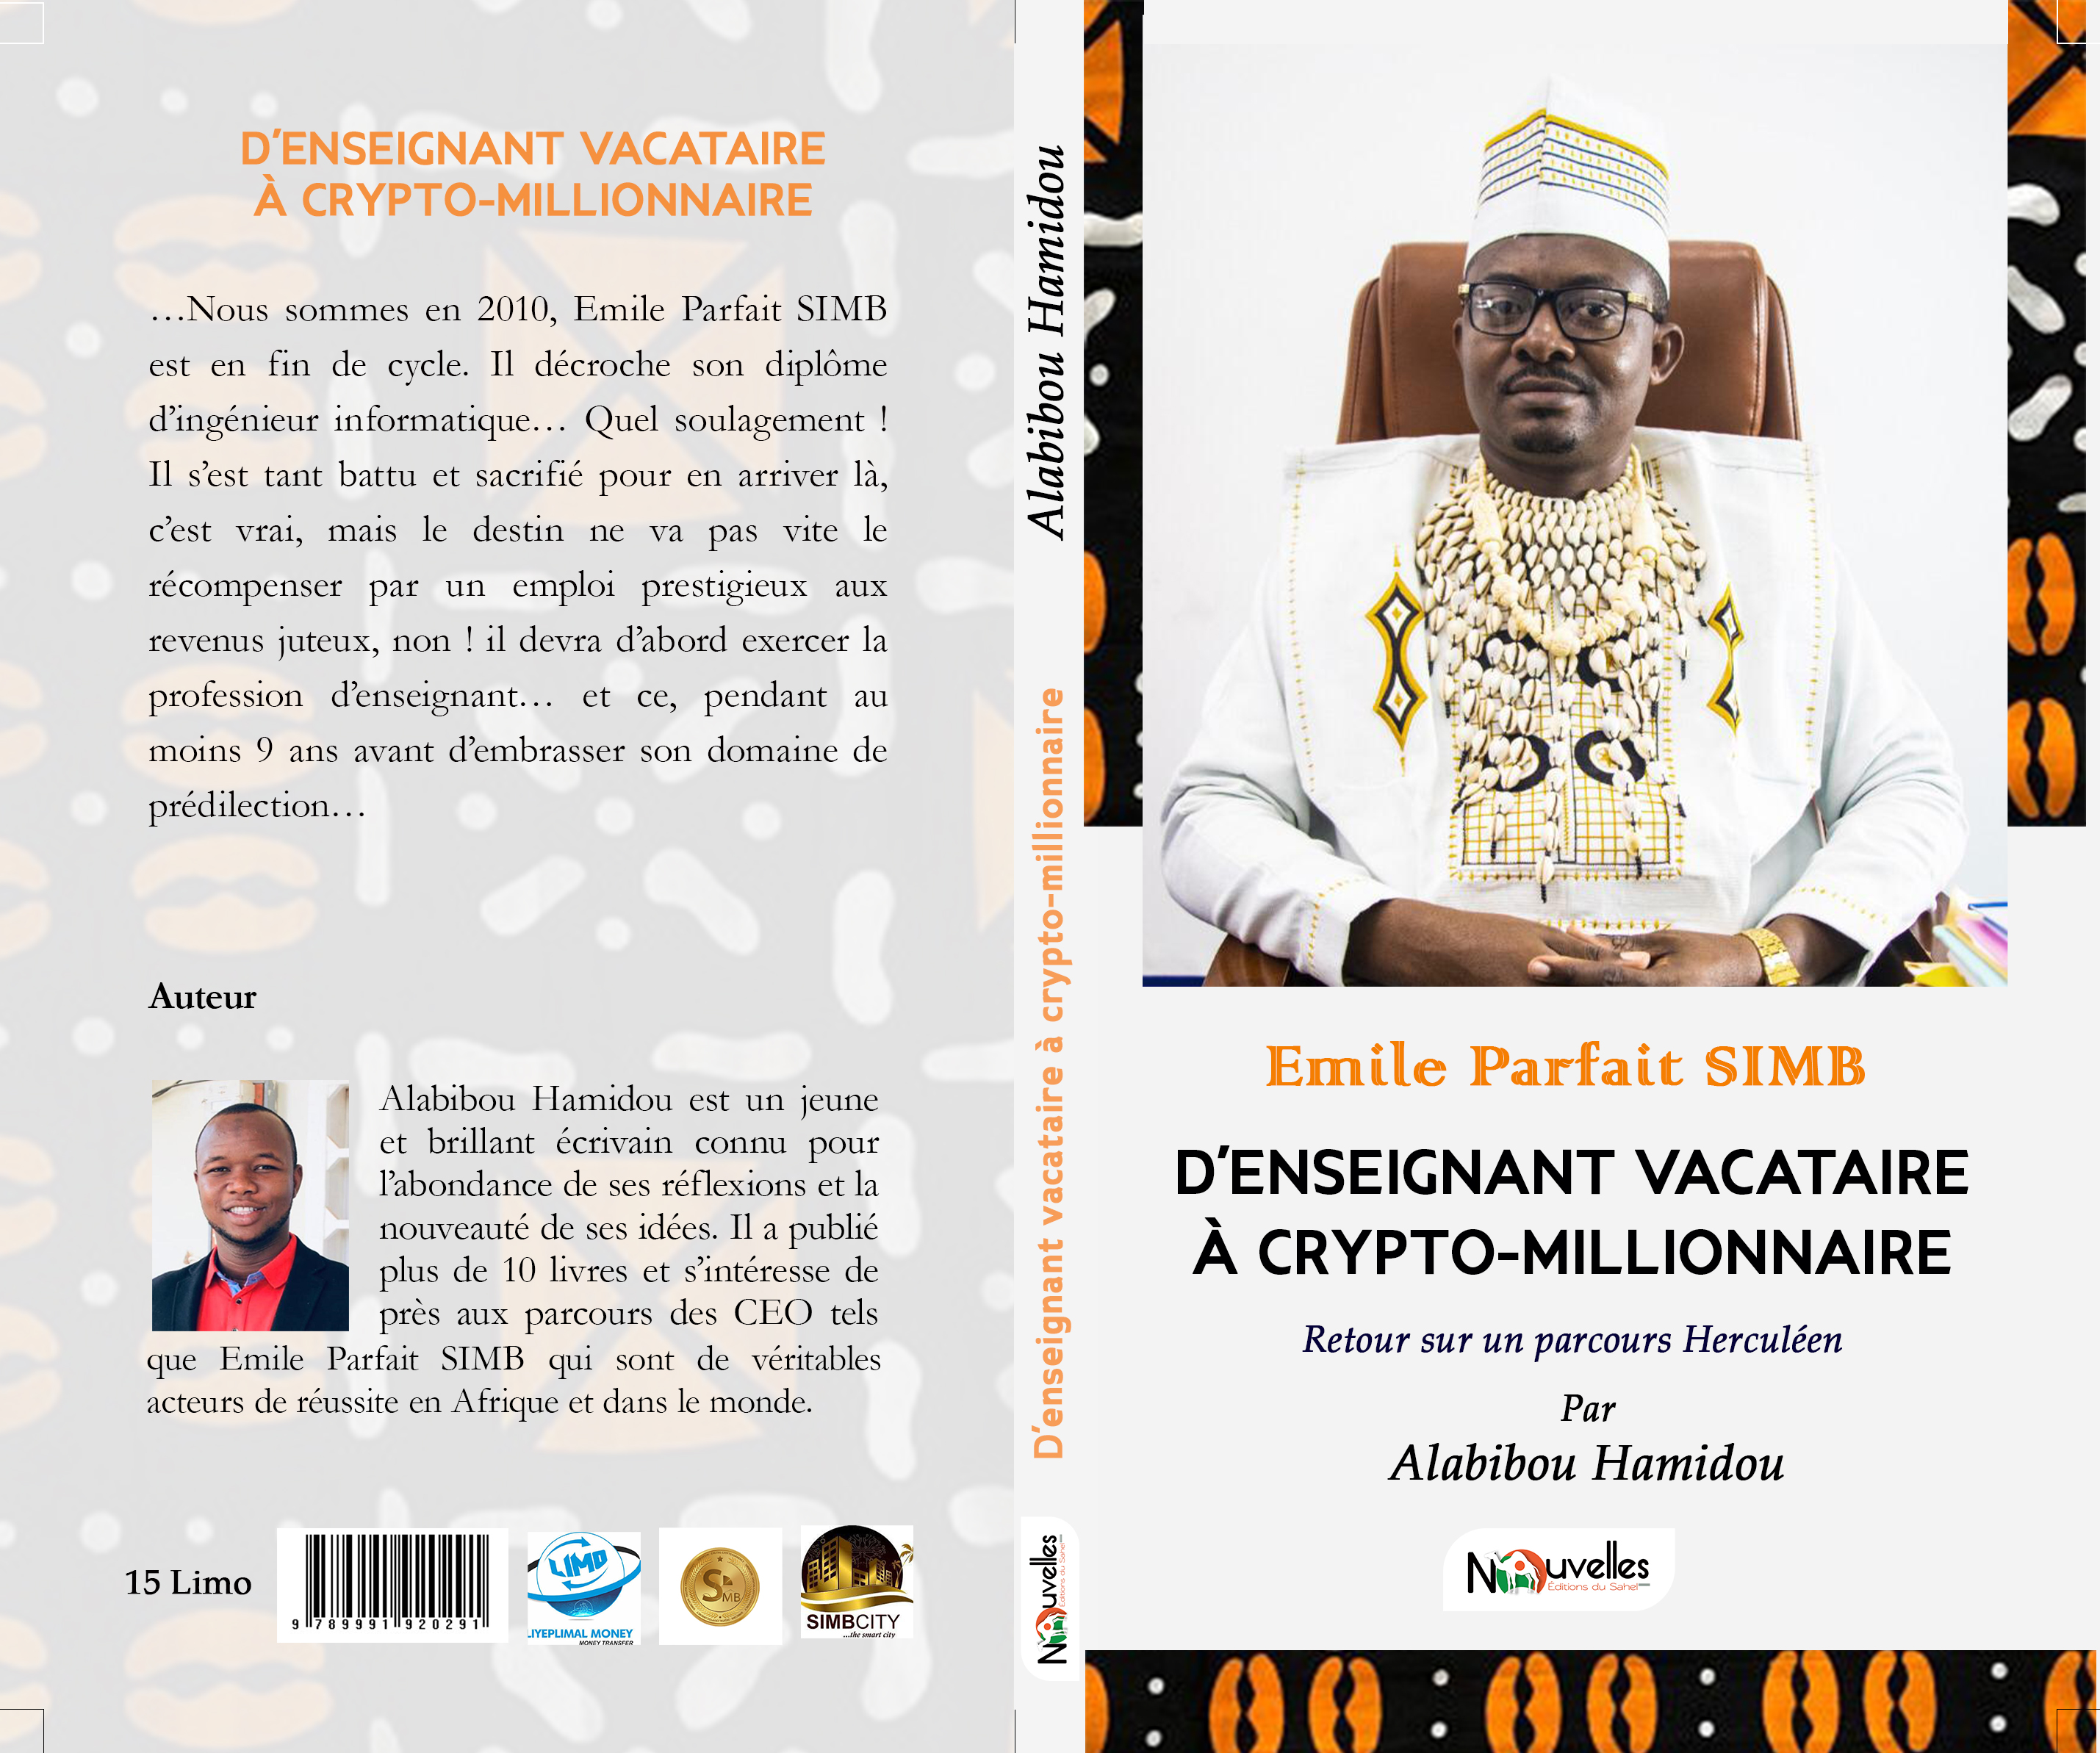 D'ENSEIGNANT VACATAIRE
À CRYPTO-MILLIONNAIRE
…Nous sommes en 2010, Emile Parfait SIMB
est en fin de cycle. Il décroche son diplôme
d'ingénieur informatique… Quel soulagement !
Il s'est tant battu et sacrifié pour en arriver là,
c'est vrai, mais le destin ne va pas vite le
récompenser par un emploi prestigieux aux
revenus juteux, non ! il devra d'abord exercer la
profession d'enseignant… et ce, pendant au
moins 9 ans avant d'embrasser son domaine de
prédilection…
Auteur
Alabibou Hamidou est un jeune
et brillant écrivain connu pour
l'abondance de ses réflexions et la
nouveauté de ses idées. Il a publié
plus de 10 livres et s'intéresse de
près aux parcours des CEO tels
que Emile Parfait SIMB qui sont de véritables
acteurs de réussite en Afrique et dans le monde.
15 Limo
9 789991 920291
LIMO
LIYEPLIMAL MONEY
MONEY TRANSFER
S
MB
SIMBCITY
...the smart city
Alabibou Hamidou
D'enseignant vacataire à crypto-millionnaire
Nouvelles
Éditions du Sahel
Emile Parfait SIMB
D'ENSEIGNANT VACATAIRE
À CRYPTO-MILLIONNAIRE
Retour sur un parcours Herculéen
Par
Alabibou Hamidou
Nouvelles
Éditions du Sahel